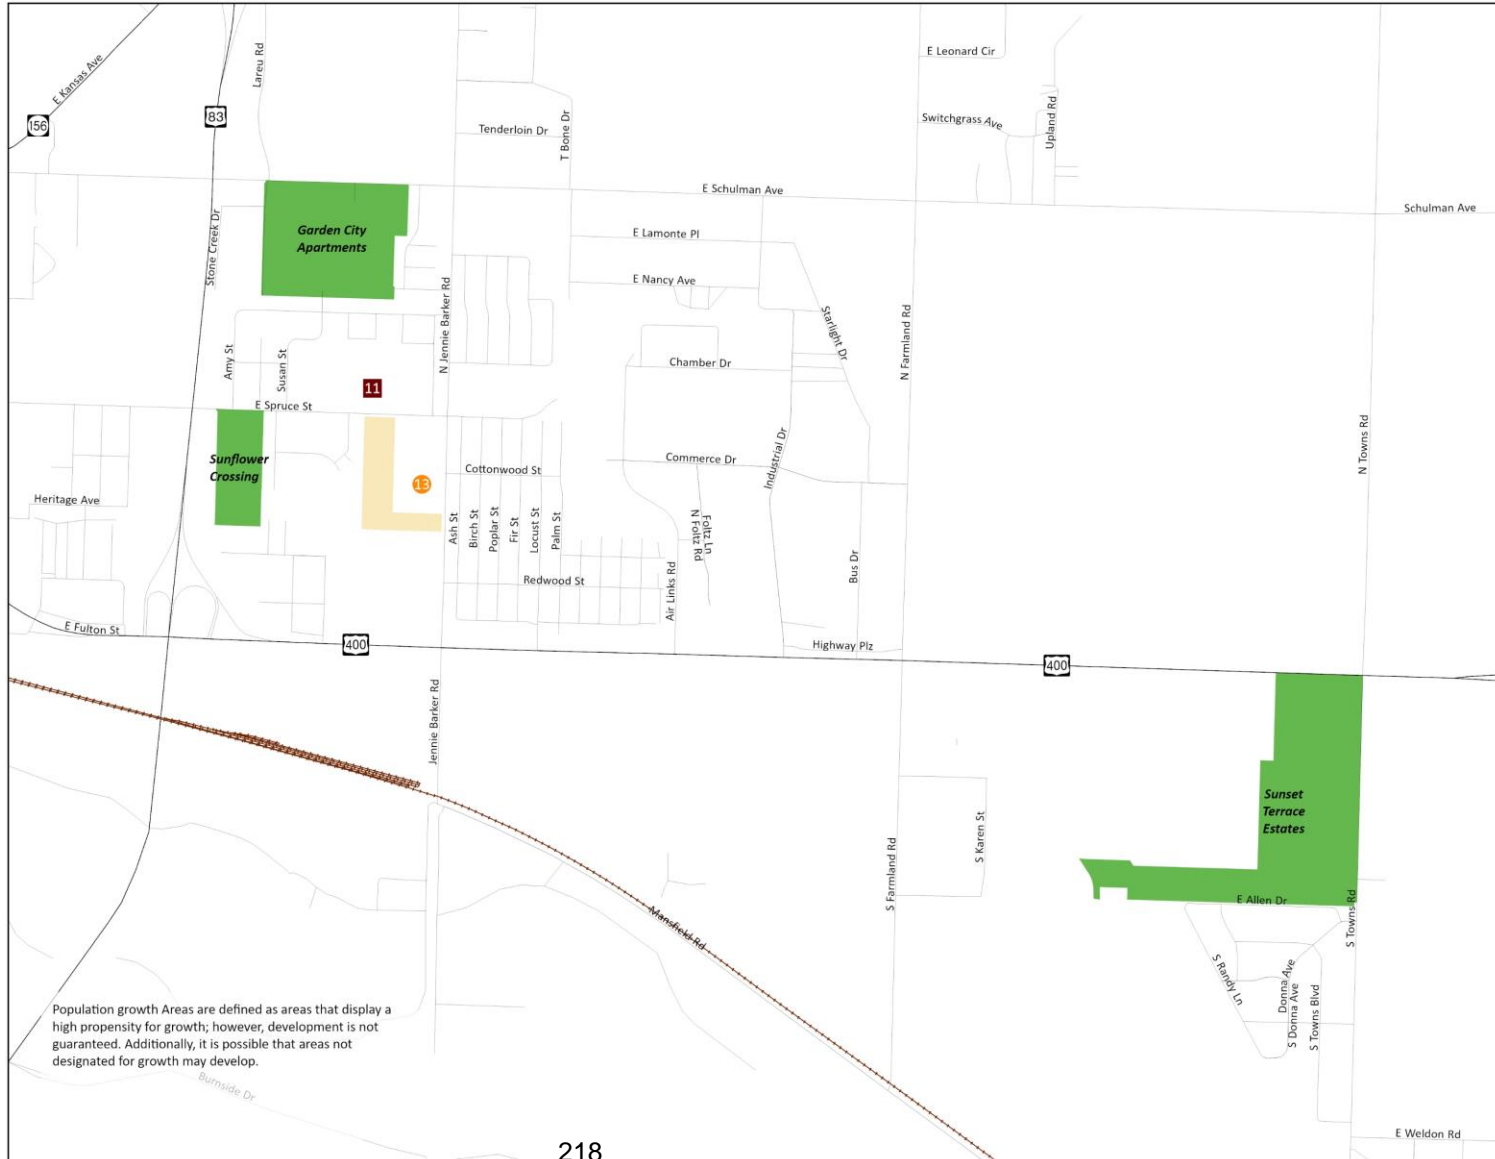 E Kansas Ave
156
83
Lareu Rd
Tenderloin Dr
T Bone Dr
E Leonard Cir
Switchgrass Ave
Upland Rd
E Schulman Ave
Schulman Ave
Garden City
Apartments
Stone Creek Dr
E Lamonte Pl
E Nancy Ave
N Jennie Barker Rd
Starlight Dr
N Farmland Rd
Amy St
Susan St
Chamber Dr
11
E Spruce St
Sunflower
Crossing
Cottonwood St
13
Commerce Dr
Industrial Dr
N Towns Rd
Heritage Ave
Ash St
Birch St
Poplar St
Fir St
Locust St
Palm St
Foltz Ln
N Foltz Rd
Redwood St
Air Links Rd
Bus Dr
E Fulton St
400
Highway Plz
400
Jennie Barker Rd
Sunset
Terrace
Estates
S Karen St
S Farmland Rd
E Allen Dr
S Towns Rd
Mansfield Rd
S Randy Ln
Donna Ave
S Donna Ave
S Towns Blvd
Population growth Areas are defined as areas that display a
high propensity for growth; however, development is not
guaranteed. Additionally, it is possible that areas not
designated for growth may develop.
Burnside Dr
E Weldon Rd
218